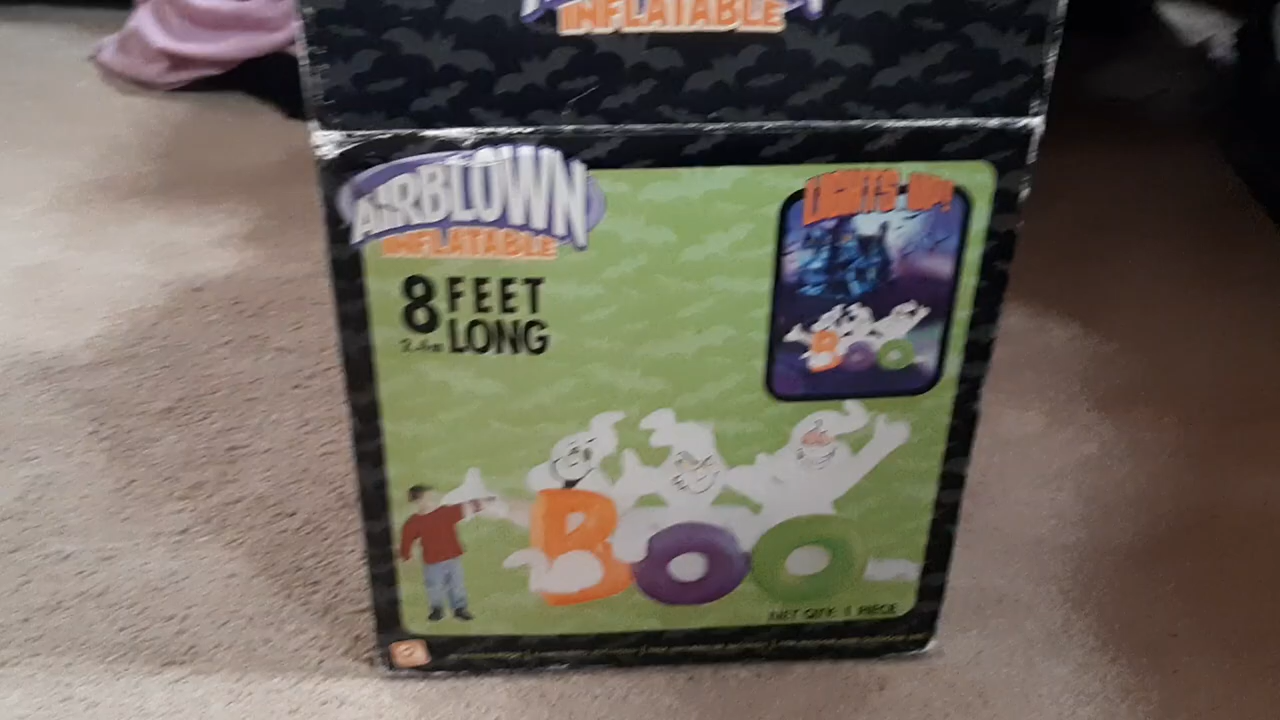 INFLATABLE
AIRBLOWN
INFLATABLE
LIGHTS UP!
8 FEET
LONG
BOO
BOO
NET QTY: 1 PIECE